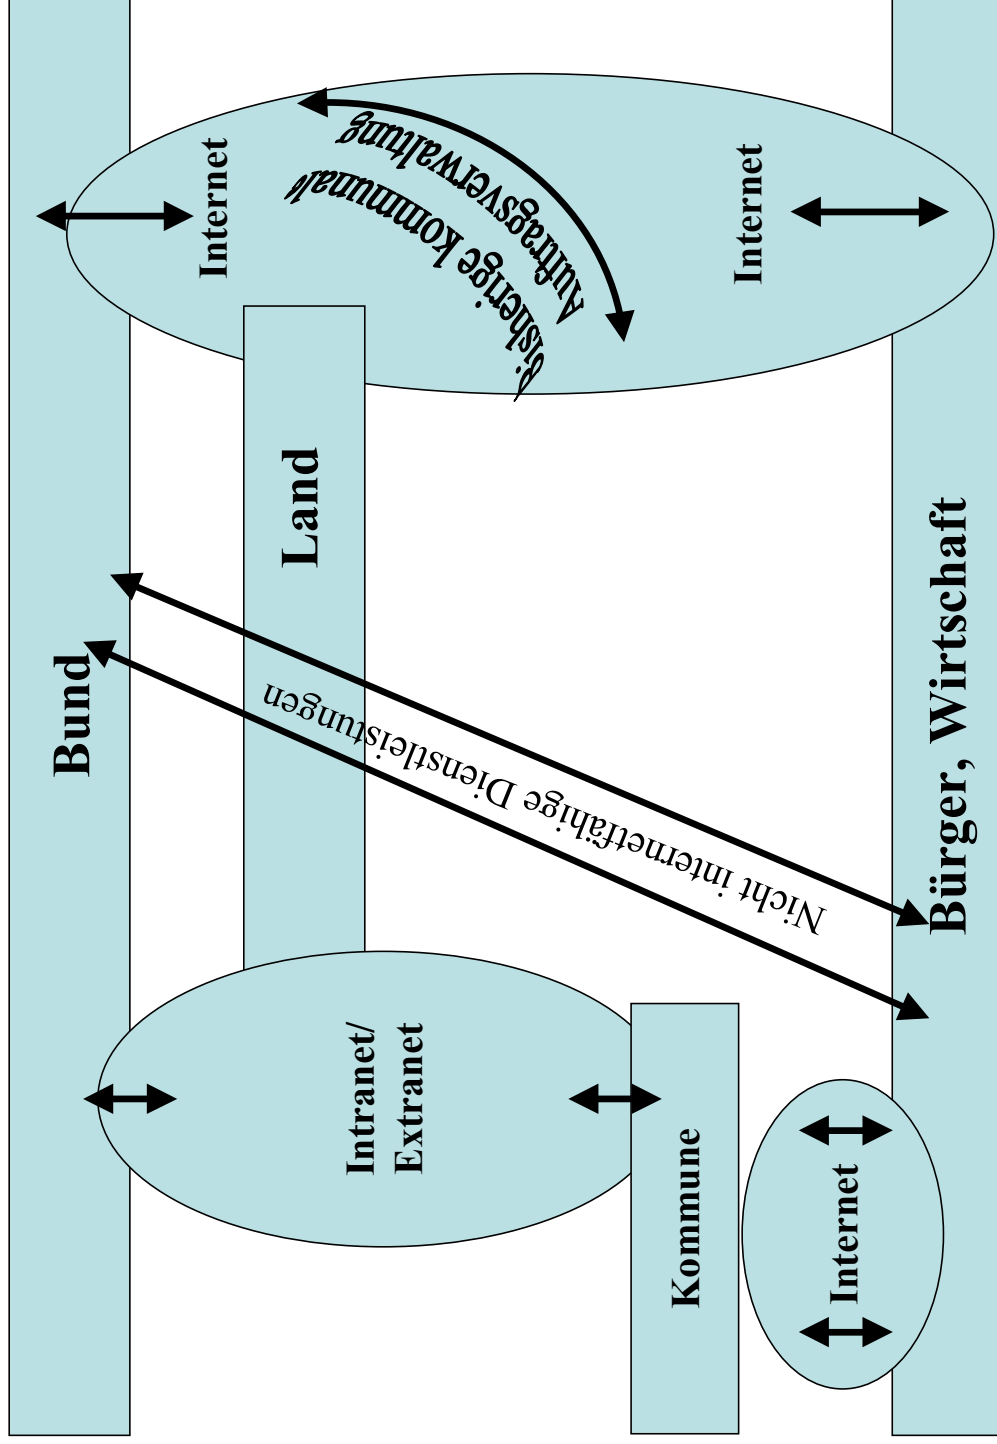 Bund
Internet
Land
Intranet/
Extranet
Nicht internetfähige Dienstleistungen
Bisherige kommunale
Auftragsverwaltung
Kommune
Internet
Internet
Bürger, Wirtschaft